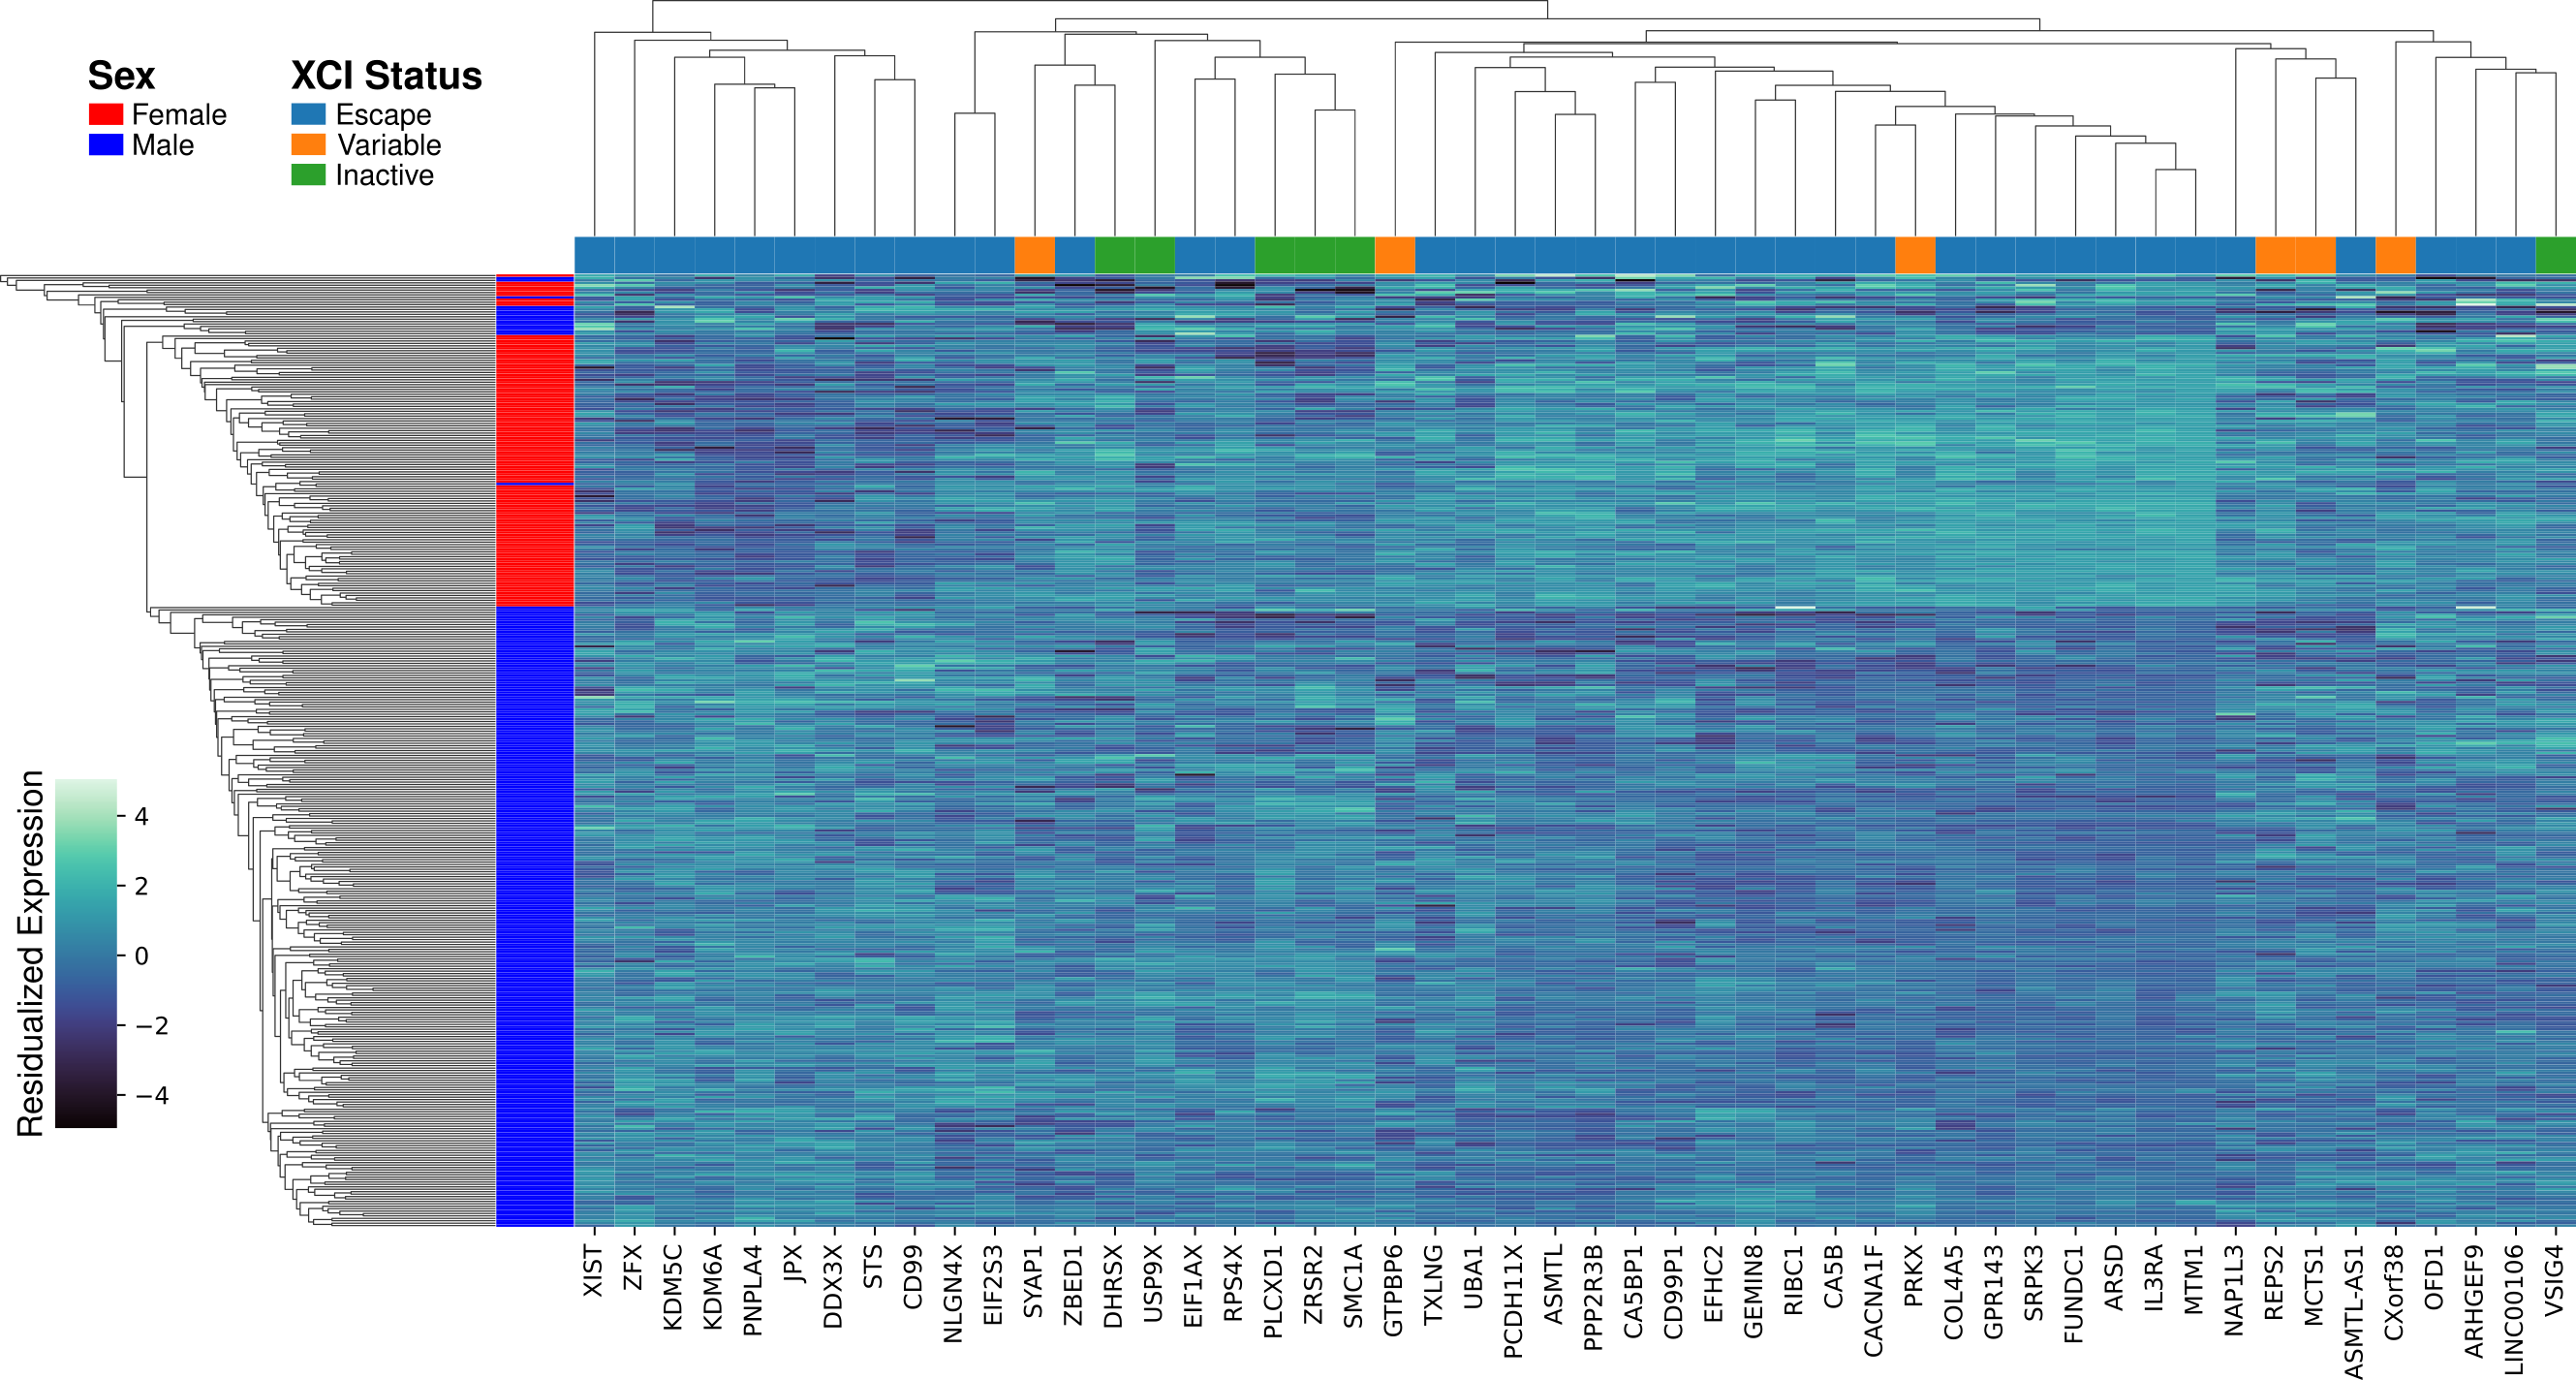 Sex
Female
Male
XCI Status
Escape
Variable
Inactive
Residualized Expression
4
2
0
−2
−4
XIST
ZFX
KDM5C
KDM6A
PNPLA4
JPX
DDX3X
STS
CD99
NLGN4X
EIF2S3
SYAP1
ZBED1
DHRSX
USP9X
EIF1AX
RPS4X
PLCXD1
ZRSR2
SMC1A
GTPBP6
TXLNG
UBA1
PCDH11X
ASMTL
PPP2R3B
CA5BP1
CD99P1
EFHC2
GEMIN8
RIBC1
CA5B
CACNA1F
PRKX
COL4A5
GPR143
SRPK3
FUNDC1
ARSD
IL3RA
MTM1
NAP1L3
REPS2
MCTS1
ASMTL-AS1
CXorf38
OFD1
ARHGEF9
LINC00106
VSIG4